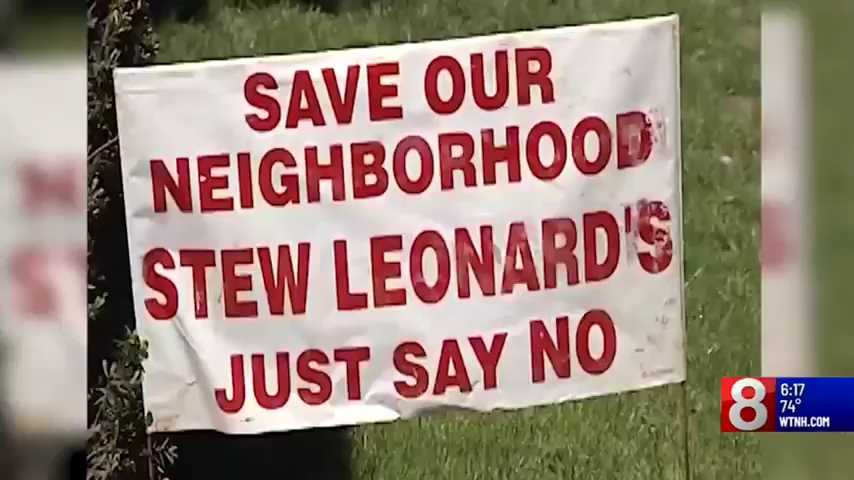 SAVE OUR
NEIGHBORHOOD
STEW LEONARD'S
JUST SAY NO
8
6:17
74°
WTNH.COM